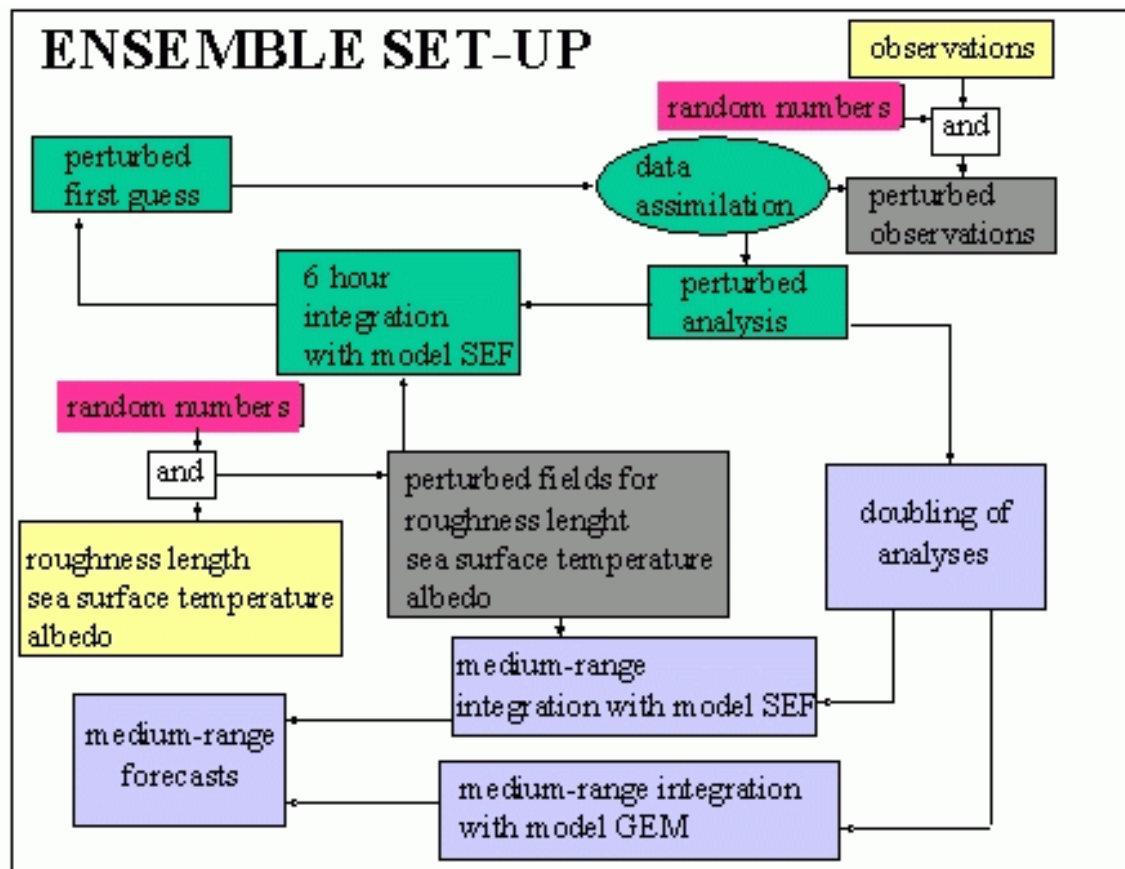 ENSEMBLE SET-UP
observations
random numbers
and
perturbed
first guess
data
assimilation
perturbed
observations
6 hour
integration
with model SEF
perturbed
analysis
random numbers
and
perturbed fields for
roughness lenght
sea surface temperature
albedo
doubling of
analyses
roughness length
sea surface temperature
albedo
medium-range
integration with model SEF
medium-range
forecasts
medium-range integration
with model GEM